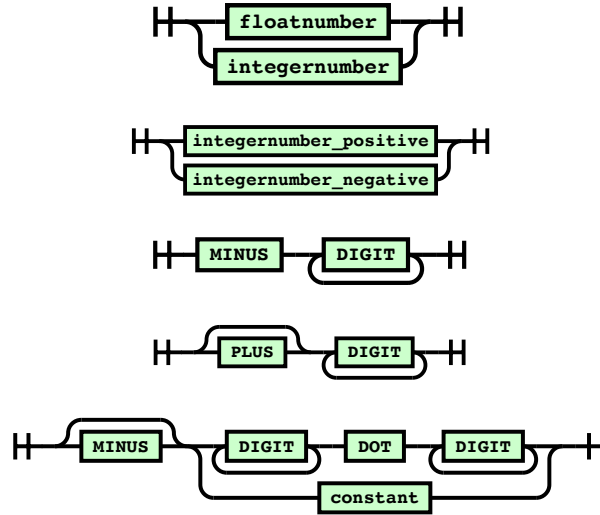 floatnumber
integernumber
integernumber_positive
integernumber_negative
MINUS DIGIT
PLUS DIGIT
MINUS DIGIT DOT DIGIT
constant